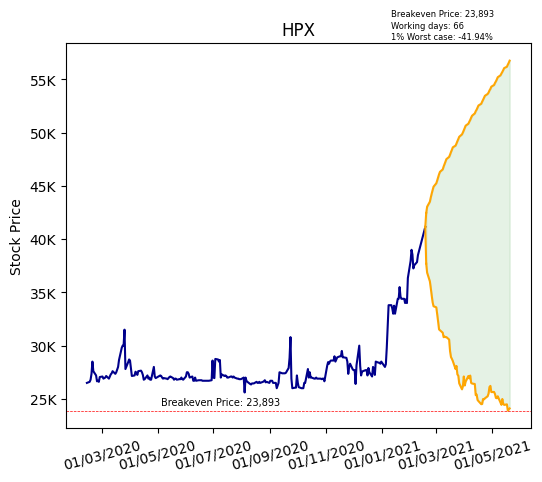 Breakeven Price: 23,893
Working days: 66
1% Worst case: -41.94%
HPX
Stock Price
55K
50K
45K
40K
35K
30K
25K
Breakeven Price: 23,893
01/03/2020
01/05/2020
01/07/2020
01/09/2020
01/11/2020
01/01/2021
01/03/2021
01/05/2021